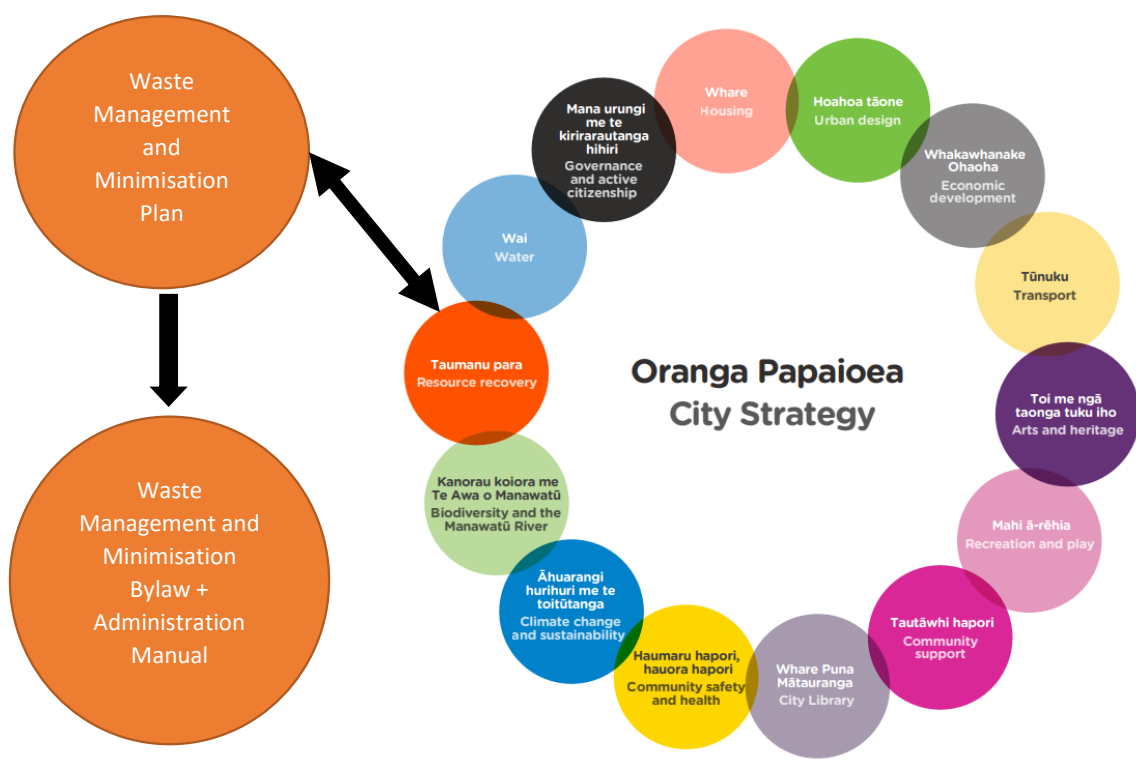 Waste
Management
and
Minimisation
Plan
Waste
Management and
Minimisation
Bylaw +
Administration
Manual
Oranga Papaioea
City Strategy
Whare
Housing
Hoahoa tāone
Urban design
Whakawhanake
Ohaoha
Economic
development
Tūnuku
Transport
Toi me ngā
taonga tuku iho
Arts and heritage
Mahi ā-rēhia
Recreation and play
Tautāwhi hapori
Community
support
Whare Puna
Mātauranga
City Library
Haumaru hapori,
hauora hapori
Community safety
and health
Āhuarangi
hurihuri me te
toitūtanga
Climate change
and sustainability
Kanorau koiora me
Te Awa o Manawatū
Biodiversity and the
Manawatū River
Taumanu para
Resource recovery
Wai
Water
Mana urungi
me te
kirirarautanga
hihiri
Governance
and active
citizenship